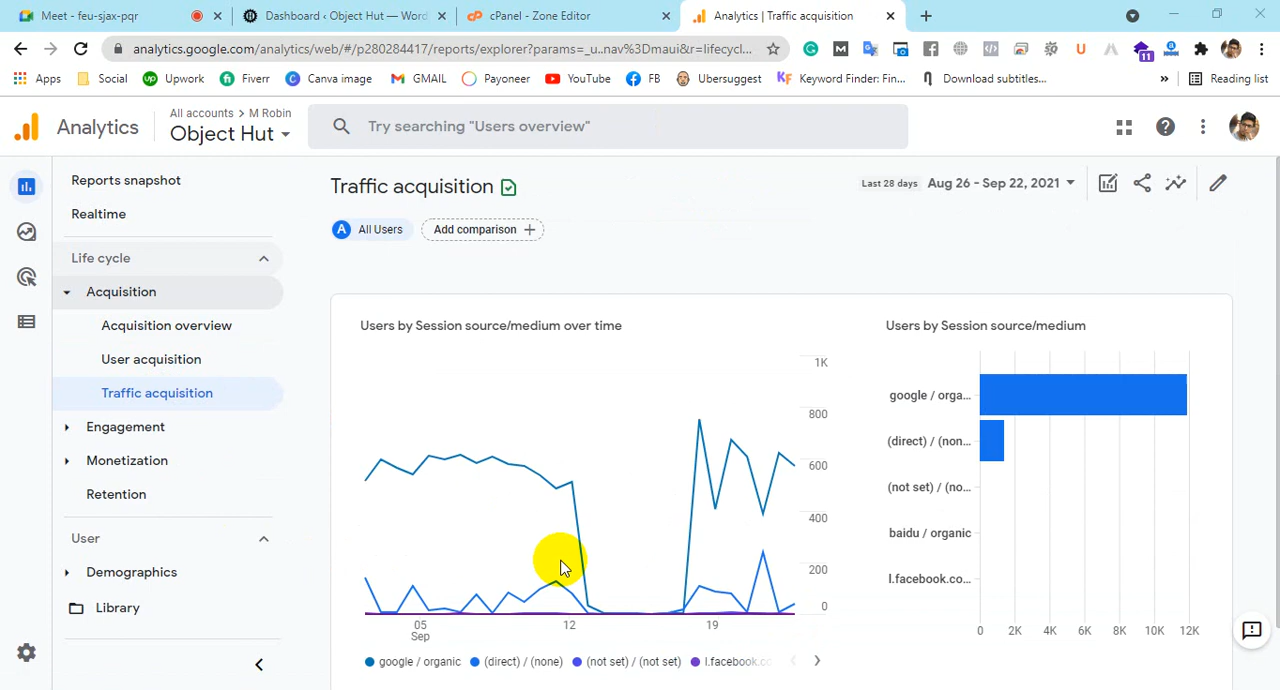 Meet - feu-sjax-pqr
Dashboard ‹ Object Hut — Word
cPanel - Zone Editor
Analytics | Traffic acquisition
analytics.google.com/analytics/web/#/p280284417/reports/explorer?params=_u..nav%3Dmaui&r=lifecycl...
11
Apps Social Upwork Fiverr Canva image GMAIL Payoneer YouTube FB Ubersuggest Keyword Finder: Fin... Download subtitles... » Reading list
Analytics
All accounts > M Robin
Object Hut
Try searching "Users overview"
Reports snapshot
Realtime
Life cycle
Acquisition
Acquisition overview
User acquisition
Traffic acquisition
Engagement
Monetization
Retention
User
Demographics
Library
Traffic acquisition
Last 28 days Aug 26 - Sep 22, 2021
A All Users
Add comparison +
Users by Session source/medium over time
1K
800
600
400
200
0
05
Sep
12
19
google / organic (direct) / (none) (not set) / (not set) l.facebook.co
Users by Session source/medium
google / orga...
(direct) / (non...
(not set) / (no...
baidu / organic
l.facebook.co...
0 2K 4K 6K 8K 10K 12K